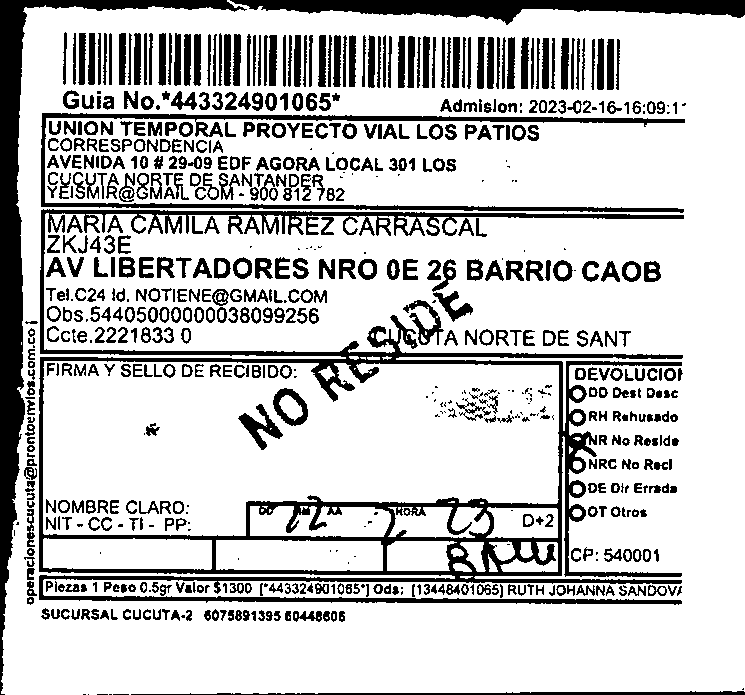 Guia No.*443324901065*
Admision: 2023-02-16-16:09:11
UNION TEMPORAL PROYECTO VIAL LOS PATIOS
CORRESPONDENCIA
AVENIDA 10 # 29-09 EDF AGORA LOCAL 301 LOS
CUCUTA NORTE DE SANTANDER
YEISMIR@GMAIL COM - 900 812 782
MARIA CAMILA RAMIREZ CARRASCAL
ZKJ43E
AV LIBERTADORES NRO 0E 26 BARRIO CAOB
Tel.C24 Id. NOTIENE@GMAIL.COM
Obs.54405000000038099256
Ccte.2221833 0
CUCUTA NORTE DE SANT
NO RESIDE
operacionescucuta@prontoenvios.com.co
FIRMA Y SELLO DE RECIBIDO:
DEVOLUCION
DD Dest Desc
RH Rehusado
NR No Reside
NRC No Recl
DE Dir Errada
OT Otros
NOMBRE CLARO:
NIT - CC - TI - PP:
DD MM AA HORA
22 2 23
D+2
CP: 540001
Piezas 1 Peso 0.5gr Valor $1300 [*443324901065*] Ods: [13448401065] RUTH JOHANNA SANDOVA
SUCURSAL CUCUTA-2 6075891395 60448606